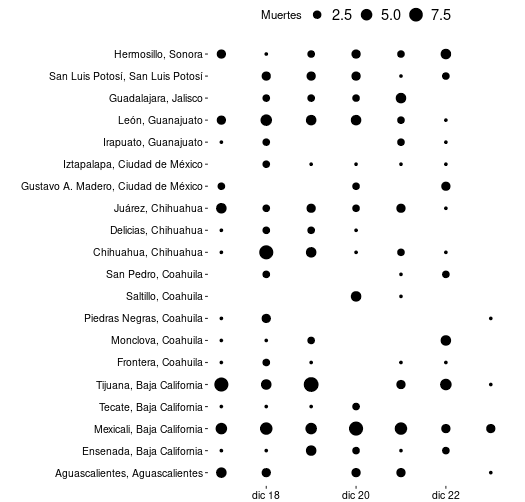 Muertes 2.5 5.0 7.5
Hermosillo, Sonora
San Luis Potosí, San Luis Potosí
Guadalajara, Jalisco
León, Guanajuato
Irapuato, Guanajuato
Iztapalapa, Ciudad de México
Gustavo A. Madero, Ciudad de México
Juárez, Chihuahua
Delicias, Chihuahua
Chihuahua, Chihuahua
San Pedro, Coahuila
Saltillo, Coahuila
Piedras Negras, Coahuila
Monclova, Coahuila
Frontera, Coahuila
Tijuana, Baja California
Tecate, Baja California
Mexicali, Baja California
Ensenada, Baja California
Aguascalientes, Aguascalientes
dic 18 dic 20 dic 22